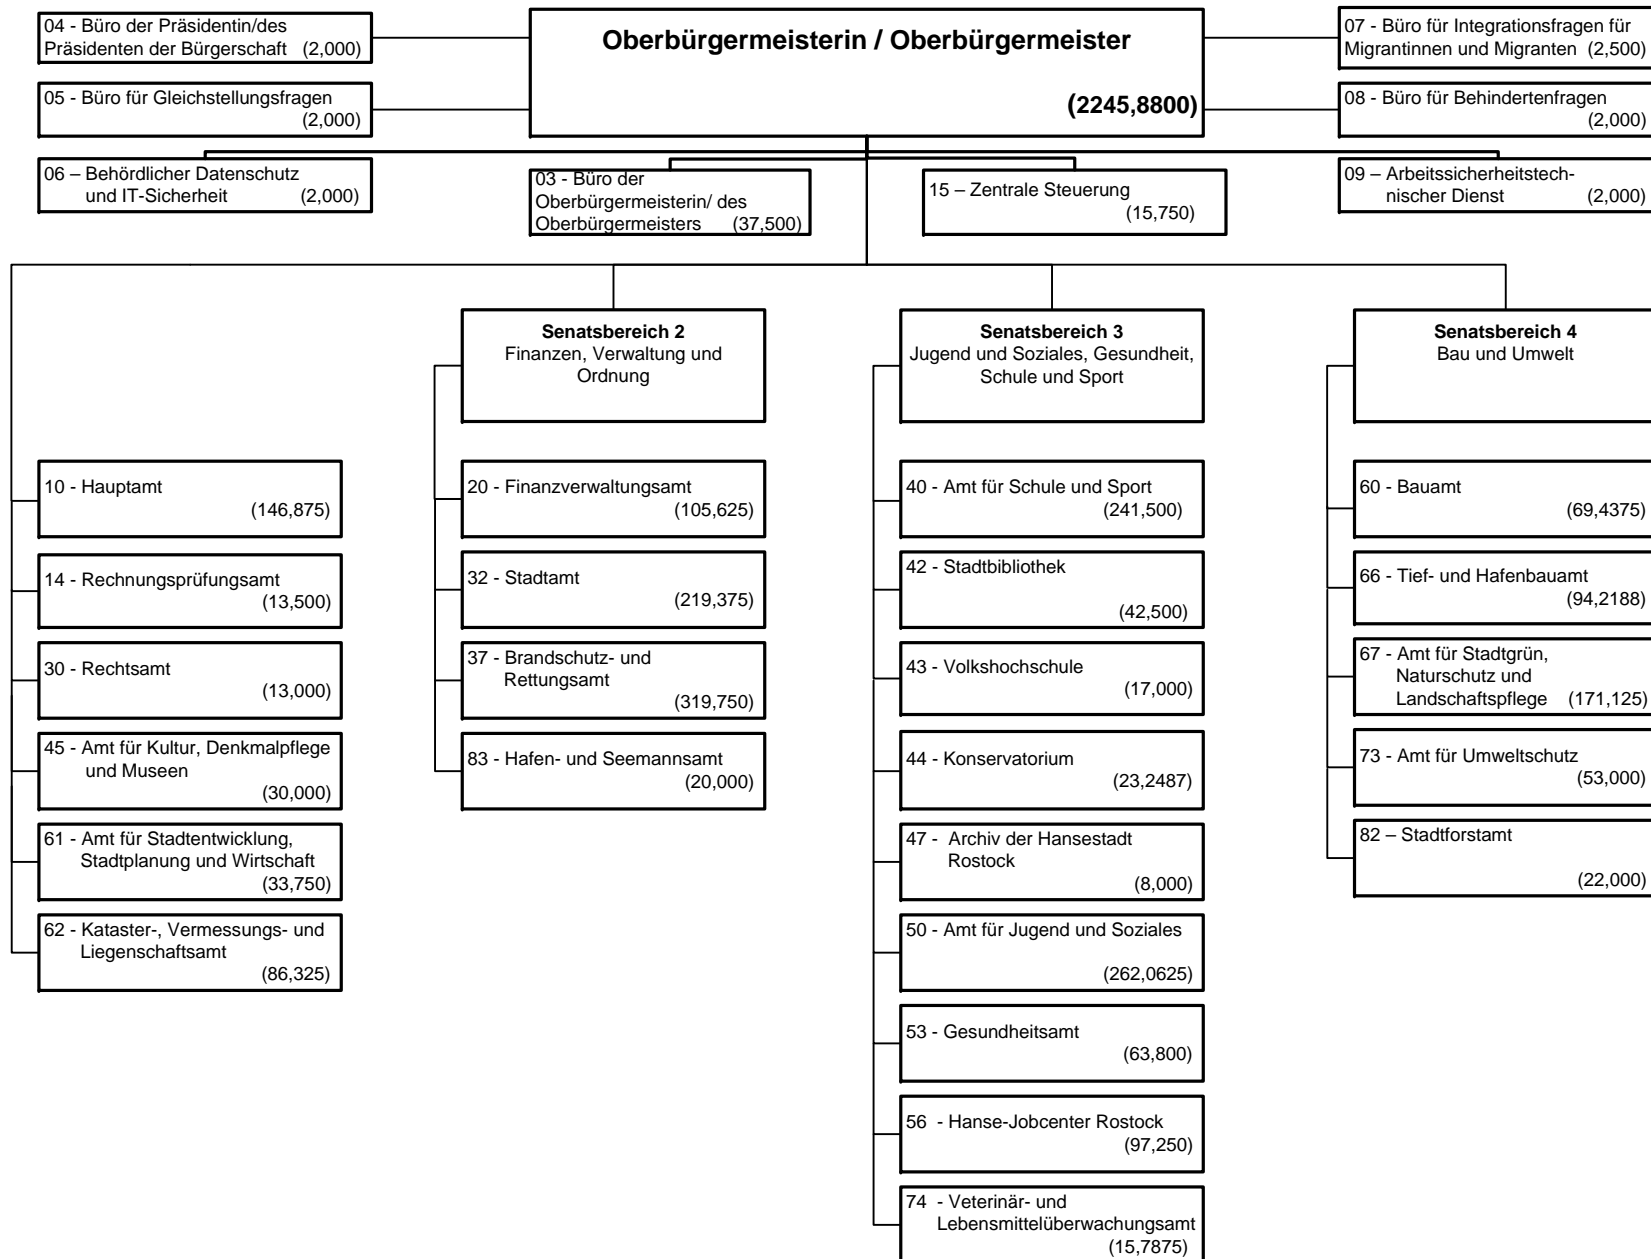 04 - Büro der Präsidentin/des
Präsidenten der Bürgerschaft (2,000)
Oberbürgermeisterin / Oberbürgermeister
(2245,8800)
07 - Büro für Integrationsfragen für
Migrantinnen und Migranten (2,500)
05 - Büro für Gleichstellungsfragen
(2,000)
08 - Büro für Behindertenfragen
(2,000)
06 – Behördlicher Datenschutz
und IT-Sicherheit (2,000)
03 - Büro der
Oberbürgermeisterin/ des
Oberbürgermeisters (37,500)
15 – Zentrale Steuerung
(15,750)
09 – Arbeitssicherheitstech-
nischer Dienst (2,000)
Senatsbereich 2
Finanzen, Verwaltung und
Ordnung
Senatsbereich 3
Jugend und Soziales, Gesundheit,
Schule und Sport
Senatsbereich 4
Bau und Umwelt
10 - Hauptamt
(146,875)
14 - Rechnungsprüfungsamt
(13,500)
30 - Rechtsamt
(13,000)
45 - Amt für Kultur, Denkmalpflege
und Museen
(30,000)
61 - Amt für Stadtentwicklung,
Stadtplanung und Wirtschaft
(33,750)
62 - Kataster-, Vermessungs- und
Liegenschaftsamt
(86,325)
20 - Finanzverwaltungsamt
(105,625)
32 - Stadtamt
(219,375)
37 - Brandschutz- und
Rettungsamt
(319,750)
83 - Hafen- und Seemannsamt
(20,000)
40 - Amt für Schule und Sport
(241,500)
42 - Stadtbibliothek
(42,500)
43 - Volkshochschule
(17,000)
44 - Konservatorium
(23,2487)
47 - Archiv der Hansestadt
Rostock
(8,000)
50 - Amt für Jugend und Soziales
(262,0625)
53 - Gesundheitsamt
(63,800)
56 - Hanse-Jobcenter Rostock
(97,250)
74 - Veterinär- und
Lebensmittelüberwachungsamt
(15,7875)
60 - Bauamt
(69,4375)
66 - Tief- und Hafenbauamt
(94,2188)
67 - Amt für Stadtgrün,
Naturschutz und
Landschaftspflege (171,125)
73 - Amt für Umweltschutz
(53,000)
82 – Stadtforstamt
(22,000)